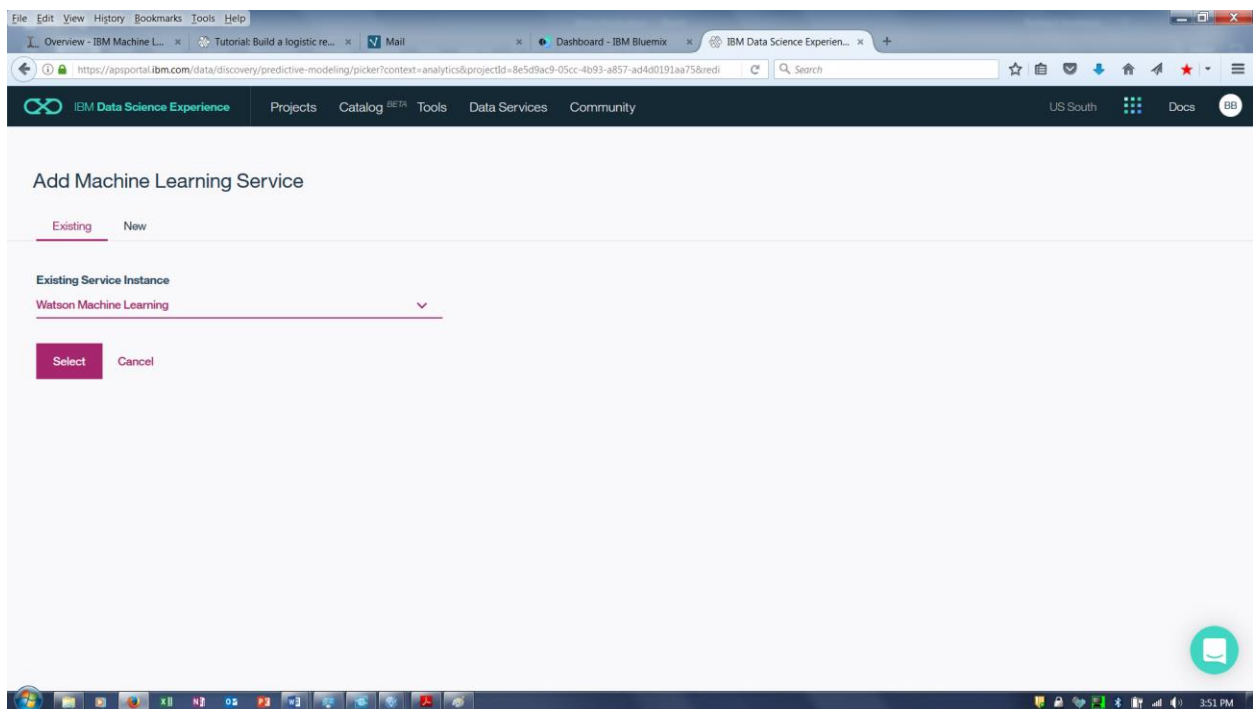 File Edit View History Bookmarks Tools Help
Overview - IBM Machine L... Tutorial: Build a logistic re... Mail Dashboard - IBM Bluemix IBM Data Science Experien...
https://apsportal.ibm.com/data/discovery/predictive-modeling/picker?context=analytics&projectId=8e5d9ac9-05cc-4b93-a857-ad4d0191aa75&redi Search
IBM Data Science Experience Projects Catalog BETA Tools Data Services Community US South Docs BB
Add Machine Learning Service
Existing New
Existing Service Instance
Watson Machine Learning
Select Cancel
3:51 PM